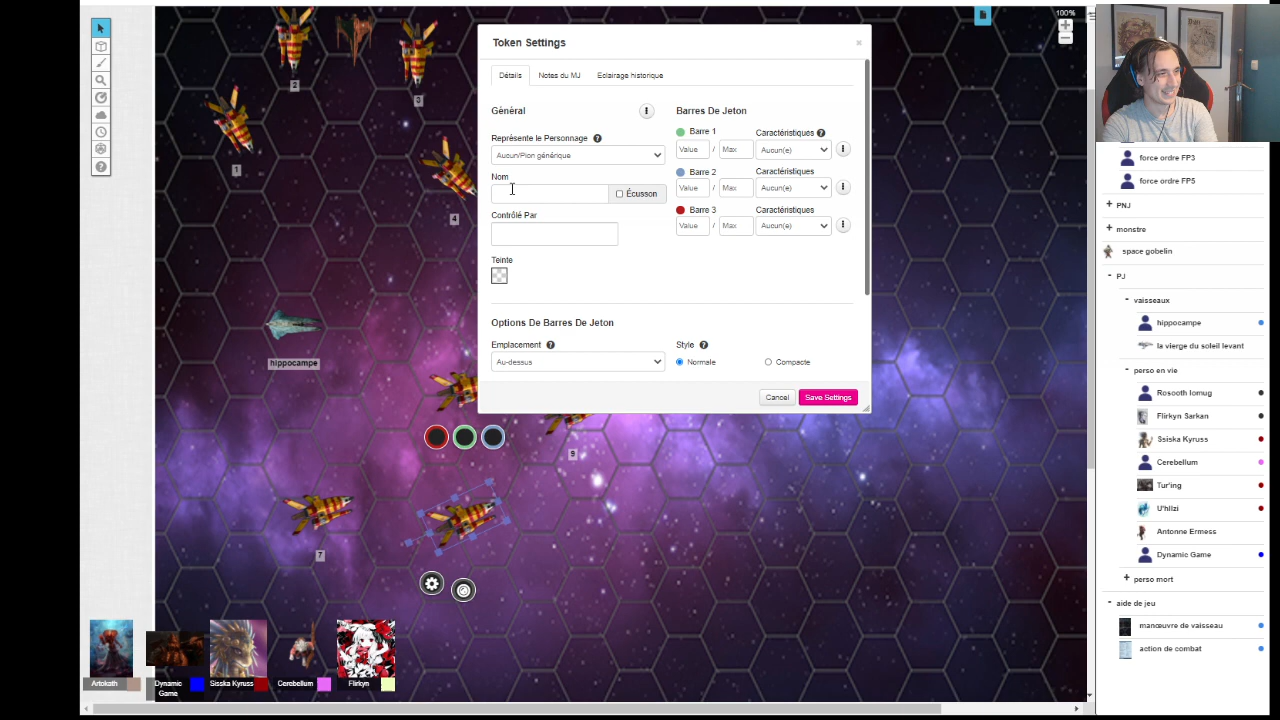 Token Settings
×
Détails
Notes du MJ
Eclairage historique
Général
Représente le Personnage
Aucun/Pion générique
Nom
Écusson
Contrôlé Par
Teinte
Barres De Jeton
Barre 1
Caractéristiques
Value / Max
Aucun(e)
Barre 2
Caractéristiques
Value / Max
Aucun(e)
Barre 3
Caractéristiques
Value / Max
Aucun(e)
Options De Barres De Jeton
Emplacement
Au-dessus
Style
Normale
Compacte
Cancel
Save Settings
100%
2
3
1
4
hippocampe
9
7
Artokath
Dynamic Game
Sisska Kyruss
Cerebellum
Flirkyn
force ordre FP3
force ordre FP5
PNJ
monstre
space gobelin
PJ
vaisseaux
hippocampe
la vierge du soleil levant
perso en vie
Rosooth Iomug
Flirkyn Sarkan
Ssiska Kyruss
Cerebellum
Tur'ing
U'hllzi
Antonne Ermess
Dynamic Game
perso mort
aide de jeu
manœuvre de vaisseau
action de combat